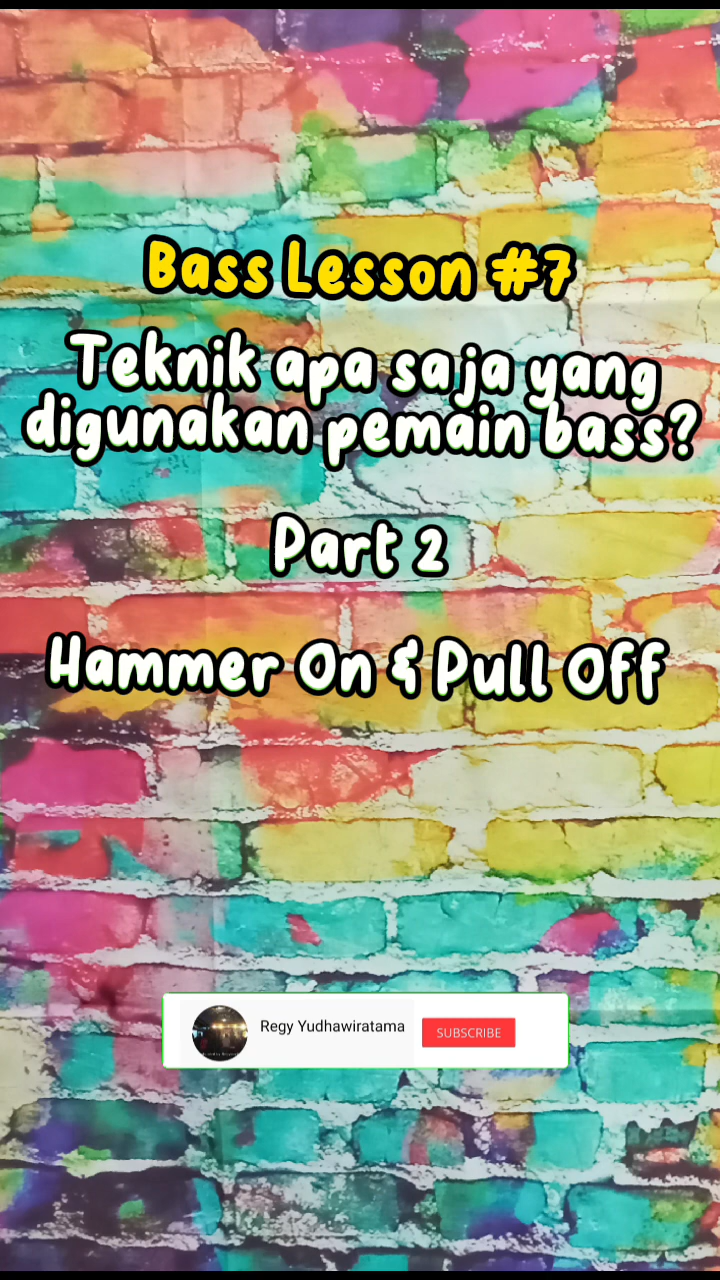 Bass Lesson #7
Teknik apa saja yang
digunakan pemain bass?
Part 2
Hammer On & Pull Off
Regy Yudhawiratama
SUBSCRIBE